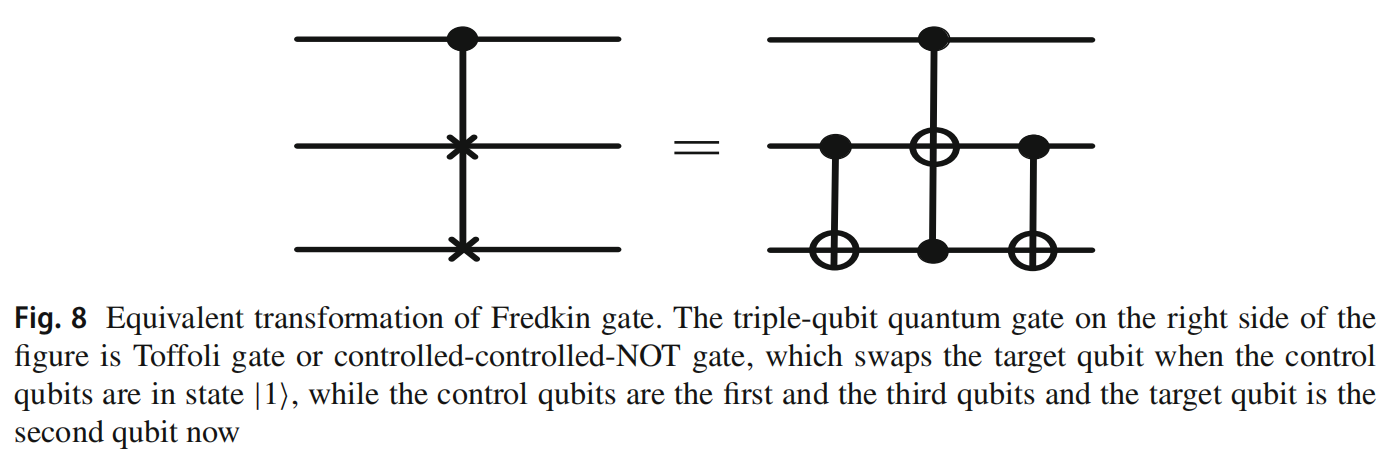 =
Fig. 8 Equivalent transformation of Fredkin gate. The triple-qubit quantum gate on the right side of the
figure is Toffoli gate or controlled-controlled-NOT gate, which swaps the target qubit when the control
qubits are in state |1⟩, while the control qubits are the first and the third qubits and the target qubit is the
second qubit now